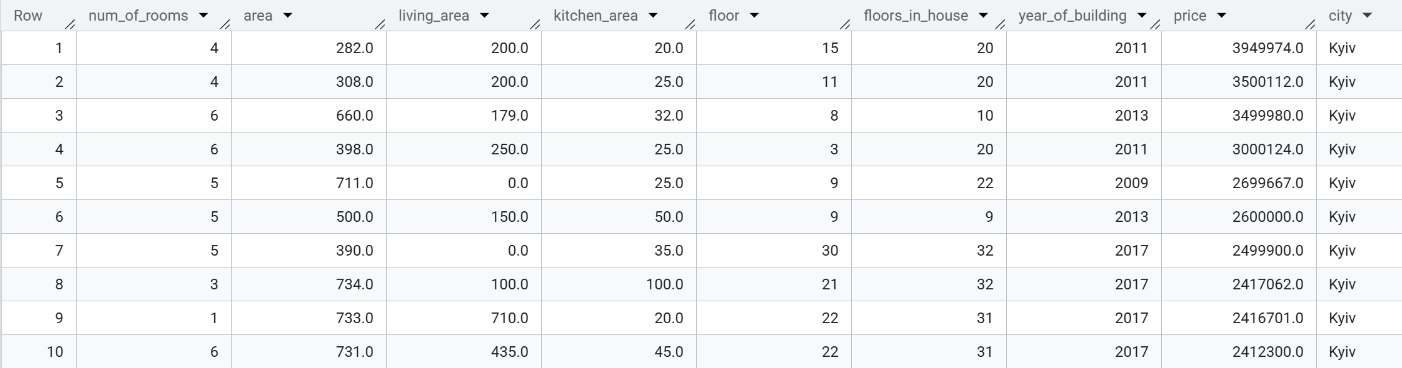 Row num_of_rooms area living_area kitchen_area floor floors_in_house year_of_building price city
1 4 282.0 200.0 20.0 15 20 2011 3949974.0 Kyiv
2 4 308.0 200.0 25.0 11 20 2011 3500112.0 Kyiv
3 6 660.0 179.0 32.0 8 10 2013 3499980.0 Kyiv
4 6 398.0 250.0 25.0 3 20 2011 3000124.0 Kyiv
5 5 711.0 0.0 25.0 9 22 2009 2699667.0 Kyiv
6 5 500.0 150.0 50.0 9 9 2013 2600000.0 Kyiv
7 5 390.0 0.0 35.0 30 32 2017 2499900.0 Kyiv
8 3 734.0 100.0 100.0 21 32 2017 2417062.0 Kyiv
9 1 733.0 710.0 20.0 22 31 2017 2416701.0 Kyiv
10 6 731.0 435.0 45.0 22 31 2017 2412300.0 Kyiv